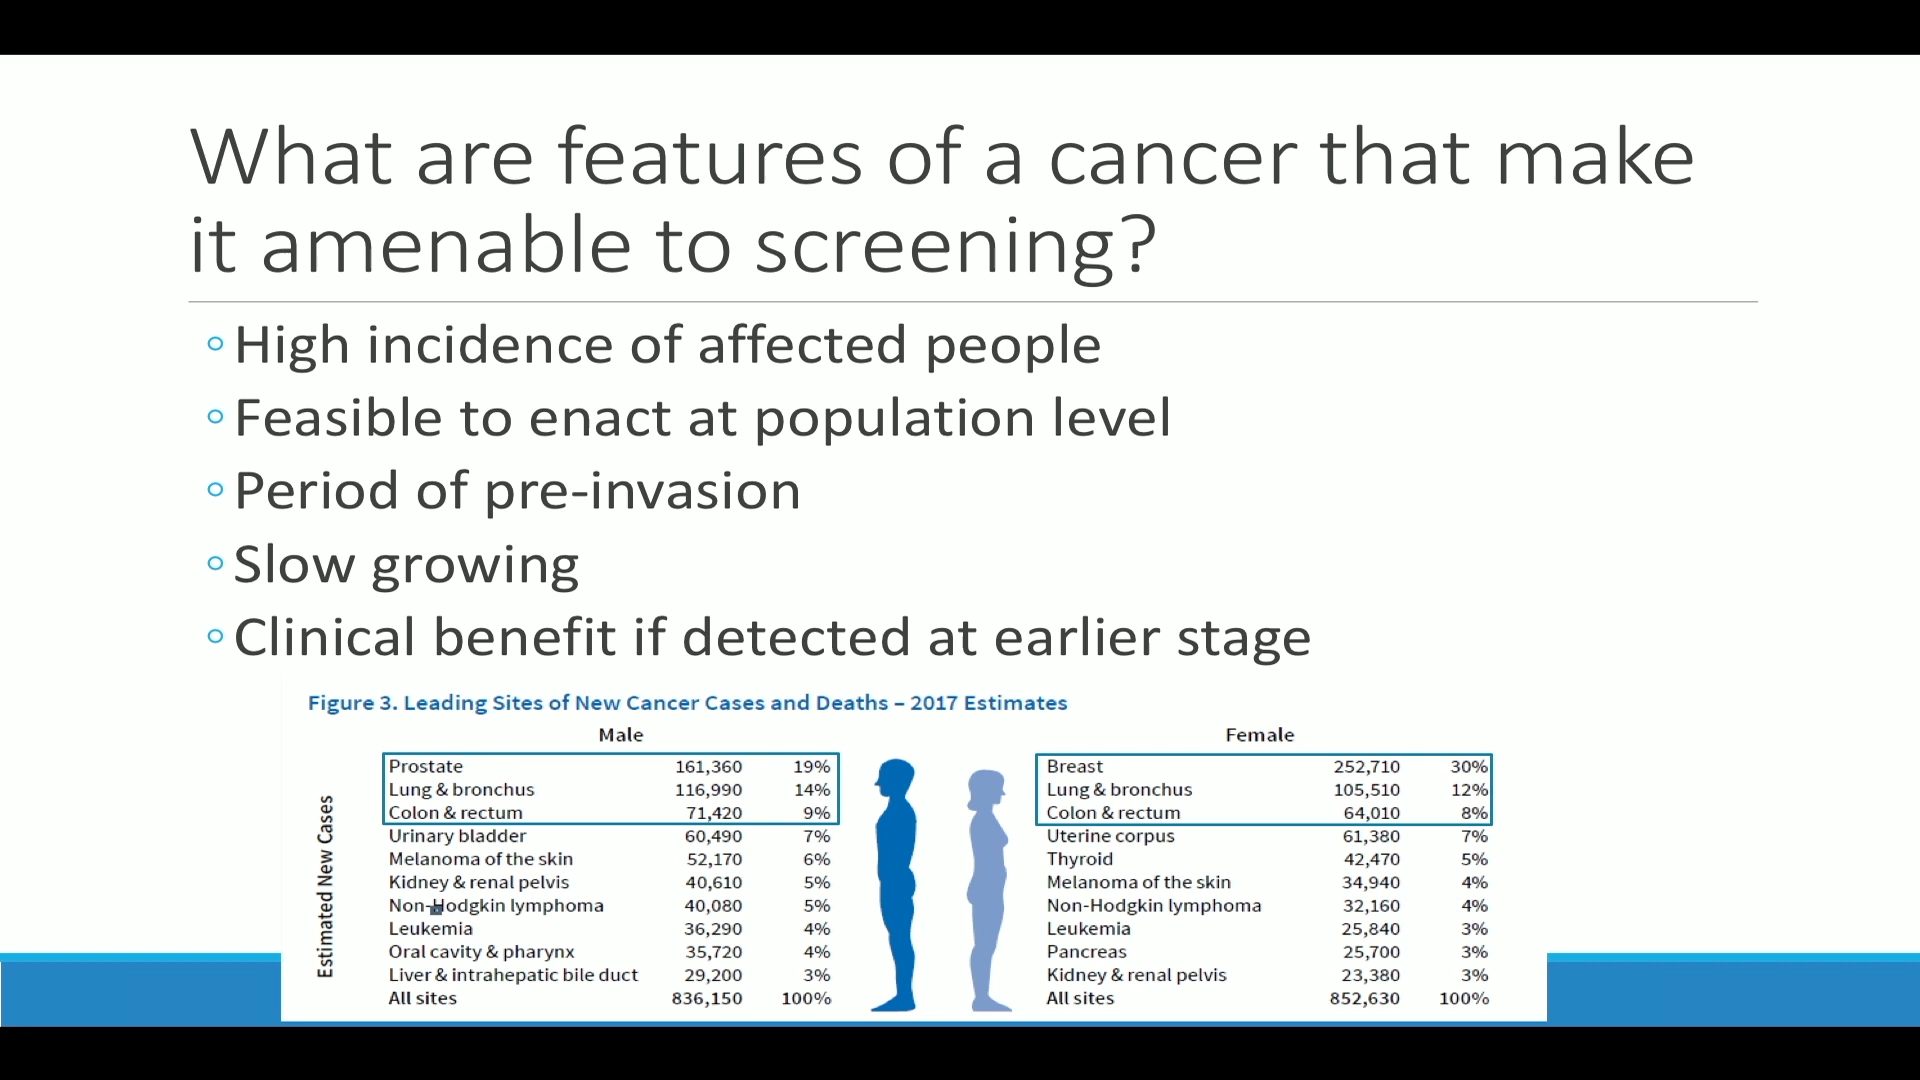 What are features of a cancer that make
it amenable to screening?
High incidence of affected people
Feasible to enact at population level
Period of pre-invasion
Slow growing
Clinical benefit if detected at earlier stage
Figure 3. Leading Sites of New Cancer Cases and Deaths – 2017 Estimates
Male
Female
Estimated New Cases
Prostate 161,360 19%
Lung & bronchus 116,990 14%
Colon & rectum 71,420 9%
Urinary bladder 60,490 7%
Melanoma of the skin 52,170 6%
Kidney & renal pelvis 40,610 5%
Non-Hodgkin lymphoma 40,080 5%
Leukemia 36,290 4%
Oral cavity & pharynx 35,720 4%
Liver & intrahepatic bile duct 29,200 3%
All sites 836,150 100%
Breast 252,710 30%
Lung & bronchus 105,510 12%
Colon & rectum 64,010 8%
Uterine corpus 61,380 7%
Thyroid 42,470 5%
Melanoma of the skin 34,940 4%
Non-Hodgkin lymphoma 32,160 4%
Leukemia 25,840 3%
Pancreas 25,700 3%
Kidney & renal pelvis 23,380 3%
All sites 852,630 100%